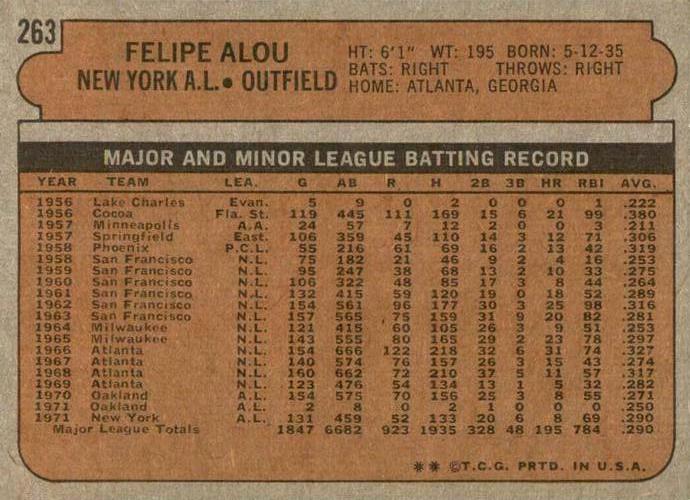 263
FELIPE ALOU
NEW YORK A.L.• OUTFIELD
HT: 6'1" WT: 195 BORN: 5-12-35
BATS: RIGHT THROWS: RIGHT
HOME: ATLANTA, GEORGIA
MAJOR AND MINOR LEAGUE BATTING RECORD
YEAR TEAM LEA. G AB R H 2B 3B HR RBI AVG.
1956 Lake Charles Evan. 5 9 0 2 0 0 0 1 .222
1956 Cocoa Fla. St. 119 445 111 169 15 6 21 99 .380
1957 Minneapolis A.A. 24 57 7 12 2 0 0 3 .211
1957 Springfield East. 106 359 45 110 14 3 12 71 .306
1958 Phoenix P.C.L. 55 216 61 69 16 2 13 42 .319
1958 San Francisco N.L. 75 182 21 46 9 2 4 16 .253
1959 San Francisco N.L. 95 247 38 68 13 2 10 33 .275
1960 San Francisco N.L. 106 322 48 85 17 3 8 44 .264
1961 San Francisco N.L. 132 415 59 120 19 0 18 52 .289
1962 San Francisco N.L. 154 561 96 177 30 3 25 98 .316
1963 San Francisco N.L. 157 565 75 159 31 9 20 82 .281
1964 Milwaukee N.L. 121 415 60 105 26 3 9 51 .253
1965 Milwaukee N.L. 143 555 80 165 29 2 23 78 .297
1966 Atlanta N.L. 154 666 122 218 32 6 31 74 .327
1967 Atlanta N.L. 140 574 76 157 26 3 15 43 .274
1968 Atlanta N.L. 160 662 72 210 37 5 11 57 .317
1969 Atlanta N.L. 123 476 54 134 13 1 5 32 .282
1970 Oakland A.L. 154 575 70 156 25 3 8 55 .271
1971 Oakland A.L. 2 8 0 2 1 0 0 0 .250
1971 New York A.L. 131 459 52 133 20 6 8 69 .290
Major League Totals 1847 6682 923 1935 328 48 195 784 .290
** ©T.C.G. PRTD. IN U.S.A.